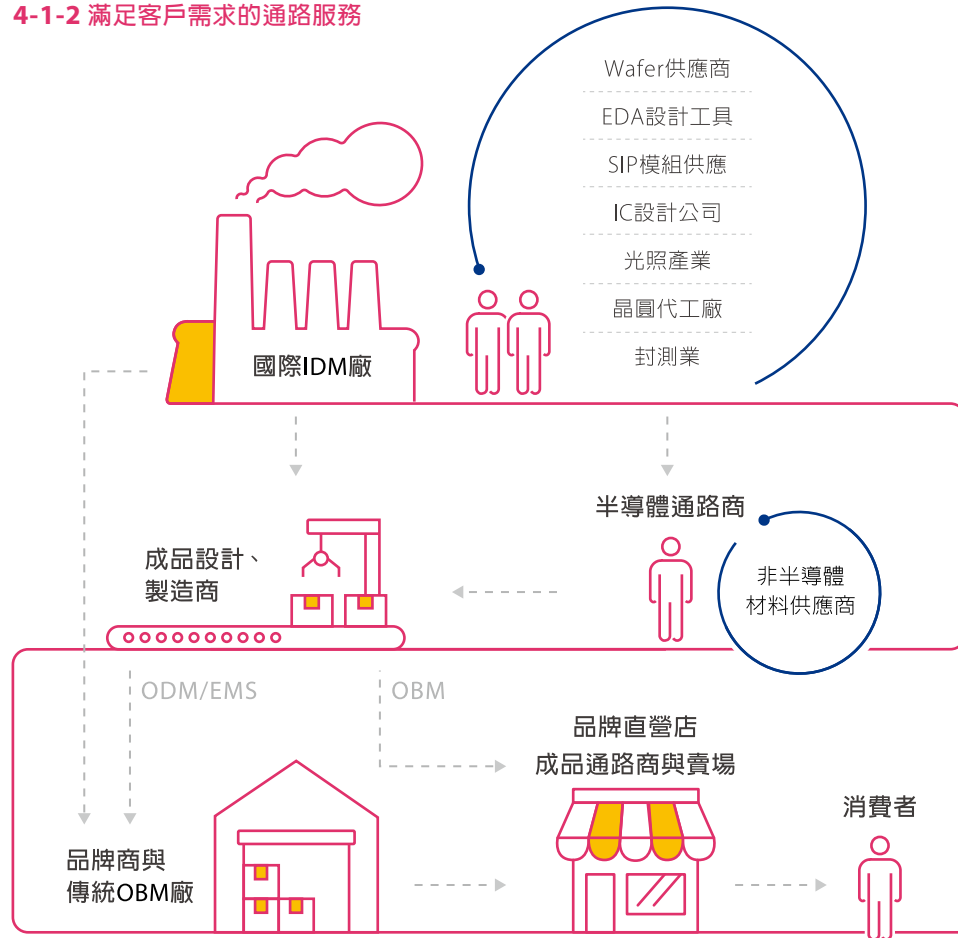 4-1-2 滿足客戶需求的通路服務
Wafer供應商
EDA設計工具
SIP模組供應
IC設計公司
光照產業
晶圓代工廠
封測業
國際IDM廠
半導體通路商
成品設計、
製造商
非半導體
材料供應商
ODM/EMS
OBM
品牌直營店
成品通路商與賣場
消費者
品牌商與
傳統OBM廠